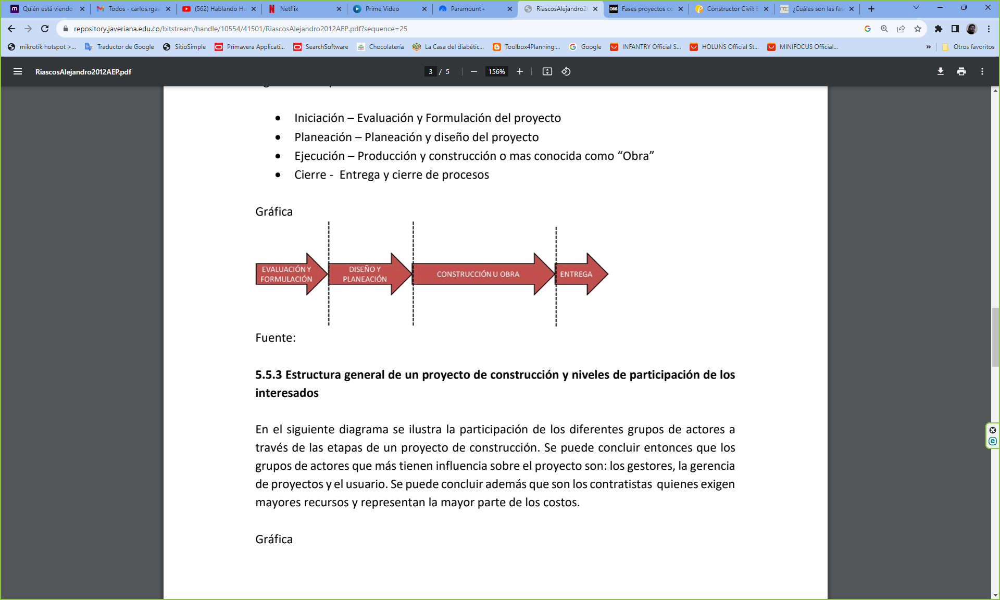 Quién está viendo
Todos - carlos.rgav
(562) Hablando Hu
Netflix
Prime Video
Paramount+
RiascosAlejandro20
Fases proyectos co
Constructor Civil: E
¿Cuáles son las fas
repository.javeriana.edu.co/bitstream/handle/10554/41501/RiascosAlejandro2012AEP.pdf?sequence=25
mikrotik hotspot >...
Traductor de Google
SitioSimple
Primavera Applicati...
SearchSoftware
Chocolatería
La Casa del diabétic...
Toolbox4Planning:...
Google
INFANTRY Official S...
HOLUNS Official St...
MINIFOCUS Official...
»
Otros favoritos
RiascosAlejandro2012AEP.pdf
3 / 5
156%
• Iniciación – Evaluación y Formulación del proyecto
• Planeación – Planeación y diseño del proyecto
• Ejecución – Producción y construcción o mas conocida como “Obra”
• Cierre - Entrega y cierre de procesos
Gráfica
EVALUACIÓN Y
FORMULACIÓN
DISEÑO Y
PLANEACIÓN
CONSTRUCCIÓN U OBRA
ENTREGA
Fuente:
5.5.3 Estructura general de un proyecto de construcción y niveles de participación de los
interesados
En el siguiente diagrama se ilustra la participación de los diferentes grupos de actores a
través de las etapas de un proyecto de construcción. Se puede concluir entonces que los
grupos de actores que más tienen influencia sobre el proyecto son: los gestores, la gerencia
de proyectos y el usuario. Se puede concluir además que son los contratistas quienes exigen
mayores recursos y representan la mayor parte de los costos.
Gráfica